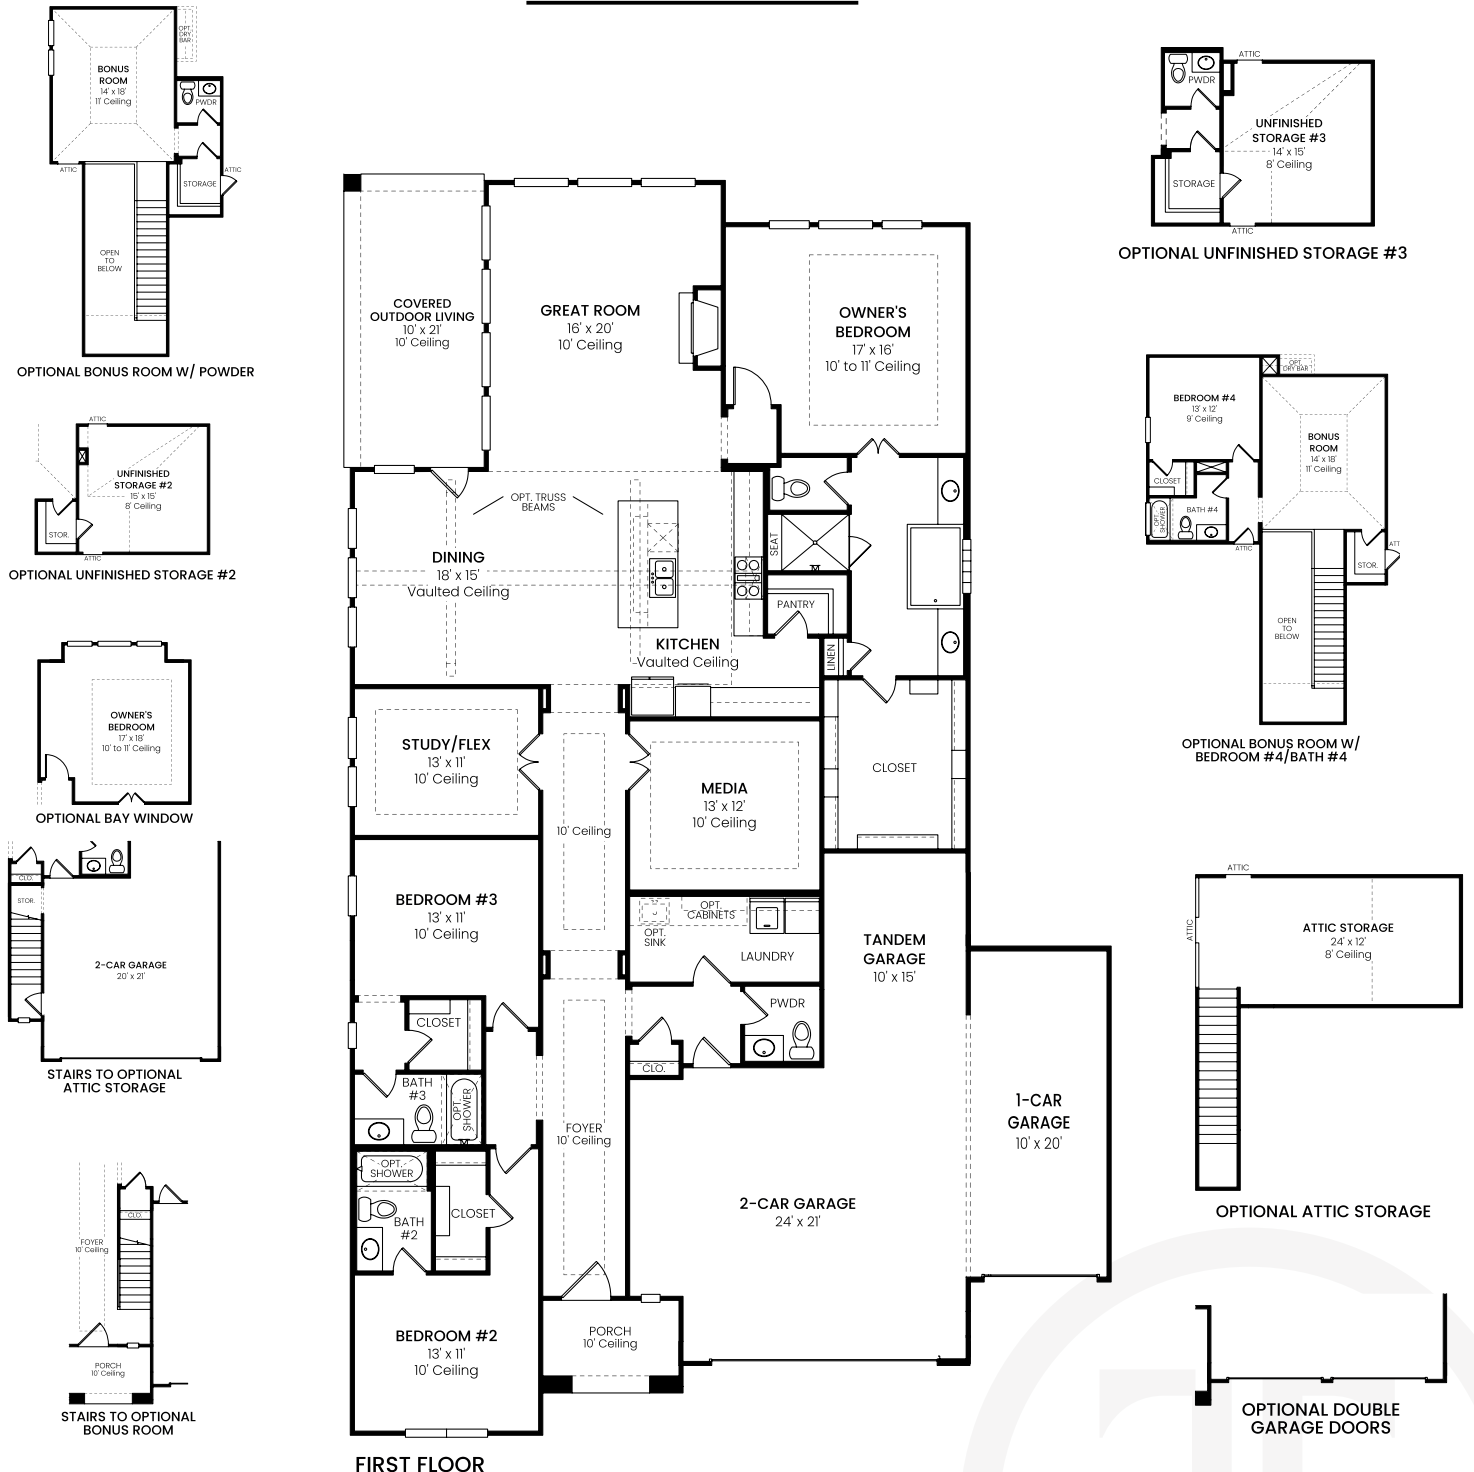 OPT.
DRY
BAR
BONUS
ROOM
14' x 18'
11' Ceiling
PWDR
ATTIC
ATTIC
STORAGE
OPEN
TO
BELOW
OPTIONAL BONUS ROOM W/ POWDER
ATTIC
UNFINISHED
STORAGE #2
15' x 15'
8' Ceiling
STOR.
ATTIC
OPTIONAL UNFINISHED STORAGE #2
OWNER'S
BEDROOM
17' x 18'
10' to 11' Ceiling
OPTIONAL BAY WINDOW
CLO.
STOR.
2-CAR GARAGE
20' x 21'
STAIRS TO OPTIONAL
ATTIC STORAGE
CLO.
FOYER
10' Ceiling
PORCH
10' Ceiling
STAIRS TO OPTIONAL
BONUS ROOM
COVERED
OUTDOOR LIVING
10' x 21'
10' Ceiling
GREAT ROOM
16' x 20'
10' Ceiling
OWNER'S
BEDROOM
17' x 16'
10' to 11' Ceiling
OPT. TRUSS
BEAMS
DINING
18' x 15'
Vaulted Ceiling
SEAT
PANTRY
KITCHEN
Vaulted Ceiling
LINEN
STUDY/FLEX
13' x 11'
10' Ceiling
MEDIA
13' x 12'
10' Ceiling
CLOSET
10' Ceiling
BEDROOM #3
13' x 11'
10' Ceiling
OPT.
CABINETS
OPT.
SINK
LAUNDRY
TANDEM
GARAGE
10' x 15'
CLOSET
PWDR
CLO.
BATH
#3
OPT.
SHOWER
FOYER
10' Ceiling
1-CAR
GARAGE
10' x 20'
OPT.
SHOWER
BATH
#2
CLOSET
2-CAR GARAGE
24' x 21'
BEDROOM #2
13' x 11'
10' Ceiling
PORCH
10' Ceiling
FIRST FLOOR
ATTIC
PWDR
UNFINISHED
STORAGE #3
14' x 15'
8' Ceiling
STORAGE
ATTIC
OPTIONAL UNFINISHED STORAGE #3
OPT.
DRY BAR
BEDROOM #4
13' x 12'
9' Ceiling
BONUS
ROOM
14' x 18'
11' Ceiling
CLOSET
OPT.
SHOWER
BATH #4
ATTIC
ATT
STOR.
OPEN
TO
BELOW
OPTIONAL BONUS ROOM W/
BEDROOM #4/BATH #4
ATTIC
ATTIC
ATTIC STORAGE
24' x 12'
8' Ceiling
OPTIONAL ATTIC STORAGE
OPTIONAL DOUBLE
GARAGE DOORS